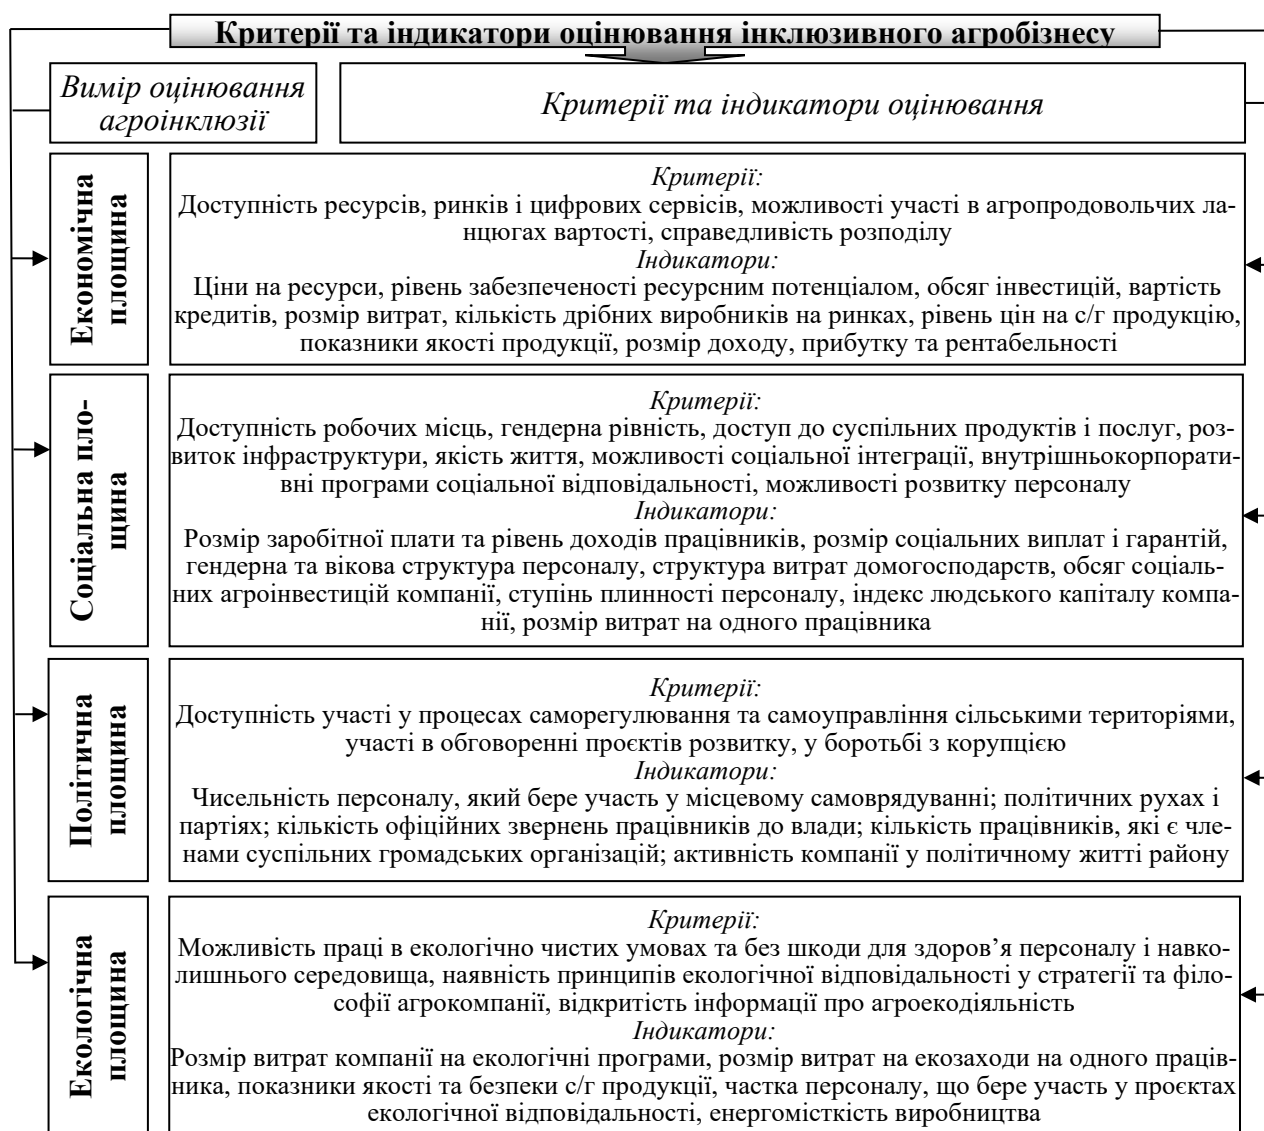 Критерії та індикатори оцінювання інклюзивного агробізнесу
Вимір оцінювання
агроінклюзії
Критерії та індикатори оцінювання
Економічна
площина
Критерії:
Доступність ресурсів, ринків і цифрових сервісів, можливості участі в агропродовольчих ла-
нцюгах вартості, справедливість розподілу
Індикатори:
Ціни на ресурси, рівень забезпеченості ресурсним потенціалом, обсяг інвестицій, вартість
кредитів, розмір витрат, кількість дрібних виробників на ринках, рівень цін на с/г продукцію,
показники якості продукції, розмір доходу, прибутку та рентабельності
Соціальна пло-
щина
Критерії:
Доступність робочих місць, гендерна рівність, доступ до суспільних продуктів і послуг, роз-
виток інфраструктури, якість життя, можливості соціальної інтеграції, внутрішньокорпорати-
вні програми соціальної відповідальності, можливості розвитку персоналу
Індикатори:
Розмір заробітної плати та рівень доходів працівників, розмір соціальних виплат і гарантій,
гендерна та вікова структура персоналу, структура витрат домогосподарств, обсяг соціаль-
них агроінвестицій компанії, ступінь плинності персоналу, індекс людського капіталу компа-
нії, розмір витрат на одного працівника
Політична
площина
Критерії:
Доступність участі у процесах саморегулювання та самоуправління сільськими територіями,
участі в обговоренні проєктів розвитку, у боротьбі з корупцією
Індикатори:
Чисельність персоналу, який бере участь у місцевому самоврядуванні; політичних рухах і
партіях; кількість офіційних звернень працівників до влади; кількість працівників, які є чле-
нами суспільних громадських організацій; активність компанії у політичному житті району
Екологічна
площина
Критерії:
Можливість праці в екологічно чистих умовах та без шкоди для здоров’я персоналу і навко-
лишнього середовища, наявність принципів екологічної відповідальності у стратегії та філо-
софії агрокомпанії, відкритість інформації про агроекодіяльність
Індикатори:
Розмір витрат компанії на екологічні програми, розмір витрат на екозаходи на одного праців-
ника, показники якості та безпеки с/г продукції, частка персоналу, що бере участь у проєктах
екологічної відповідальності, енергомісткість виробництва